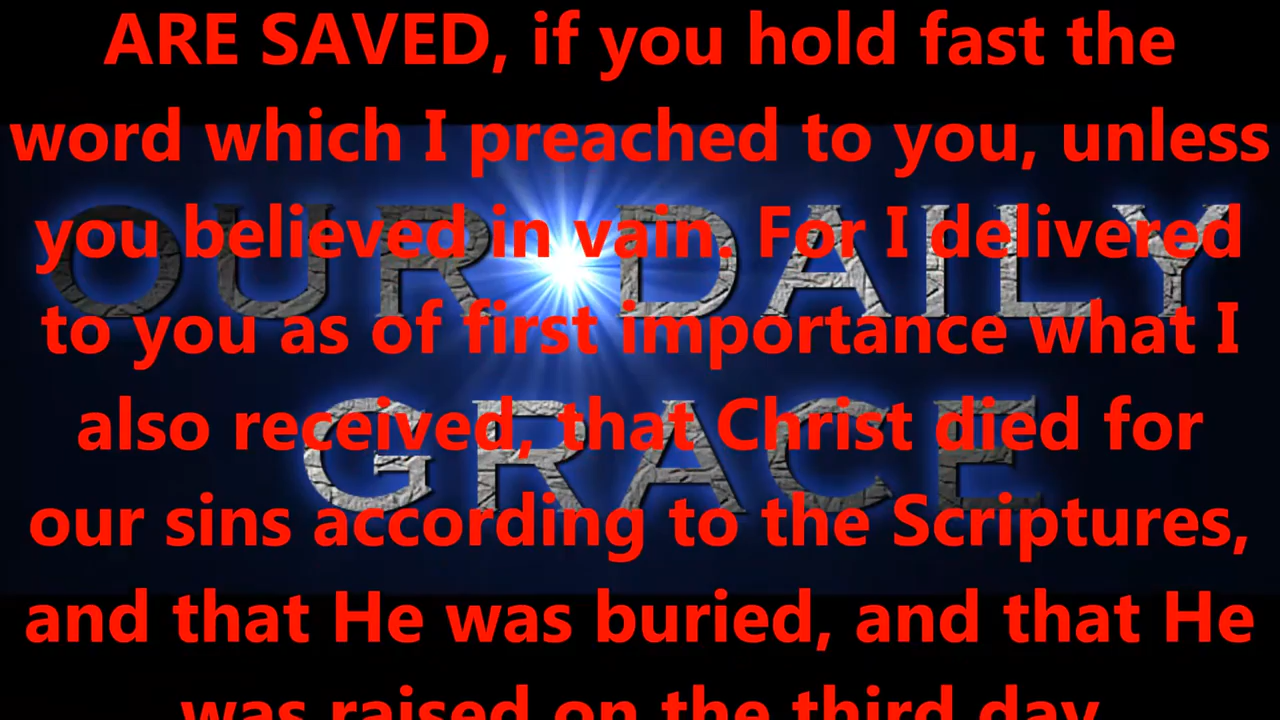 ARE SAVED, if you hold fast the
word which I preached to you, unless
you believed in vain. For I delivered
to you as of first importance what I
also received, that Christ died for
our sins according to the Scriptures,
and that He was buried, and that He
was raised on the third day
OUR DAILY
GRACE